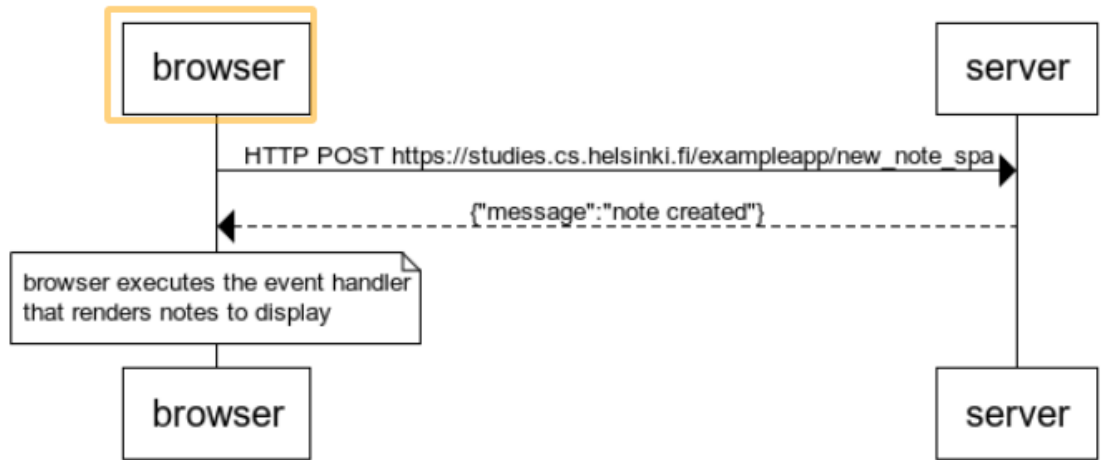 browser
server
HTTP POST https://studies.cs.helsinki.fi/exampleapp/new_note_spa
{"message":"note created"}
browser executes the event handler
that renders notes to display
browser
server